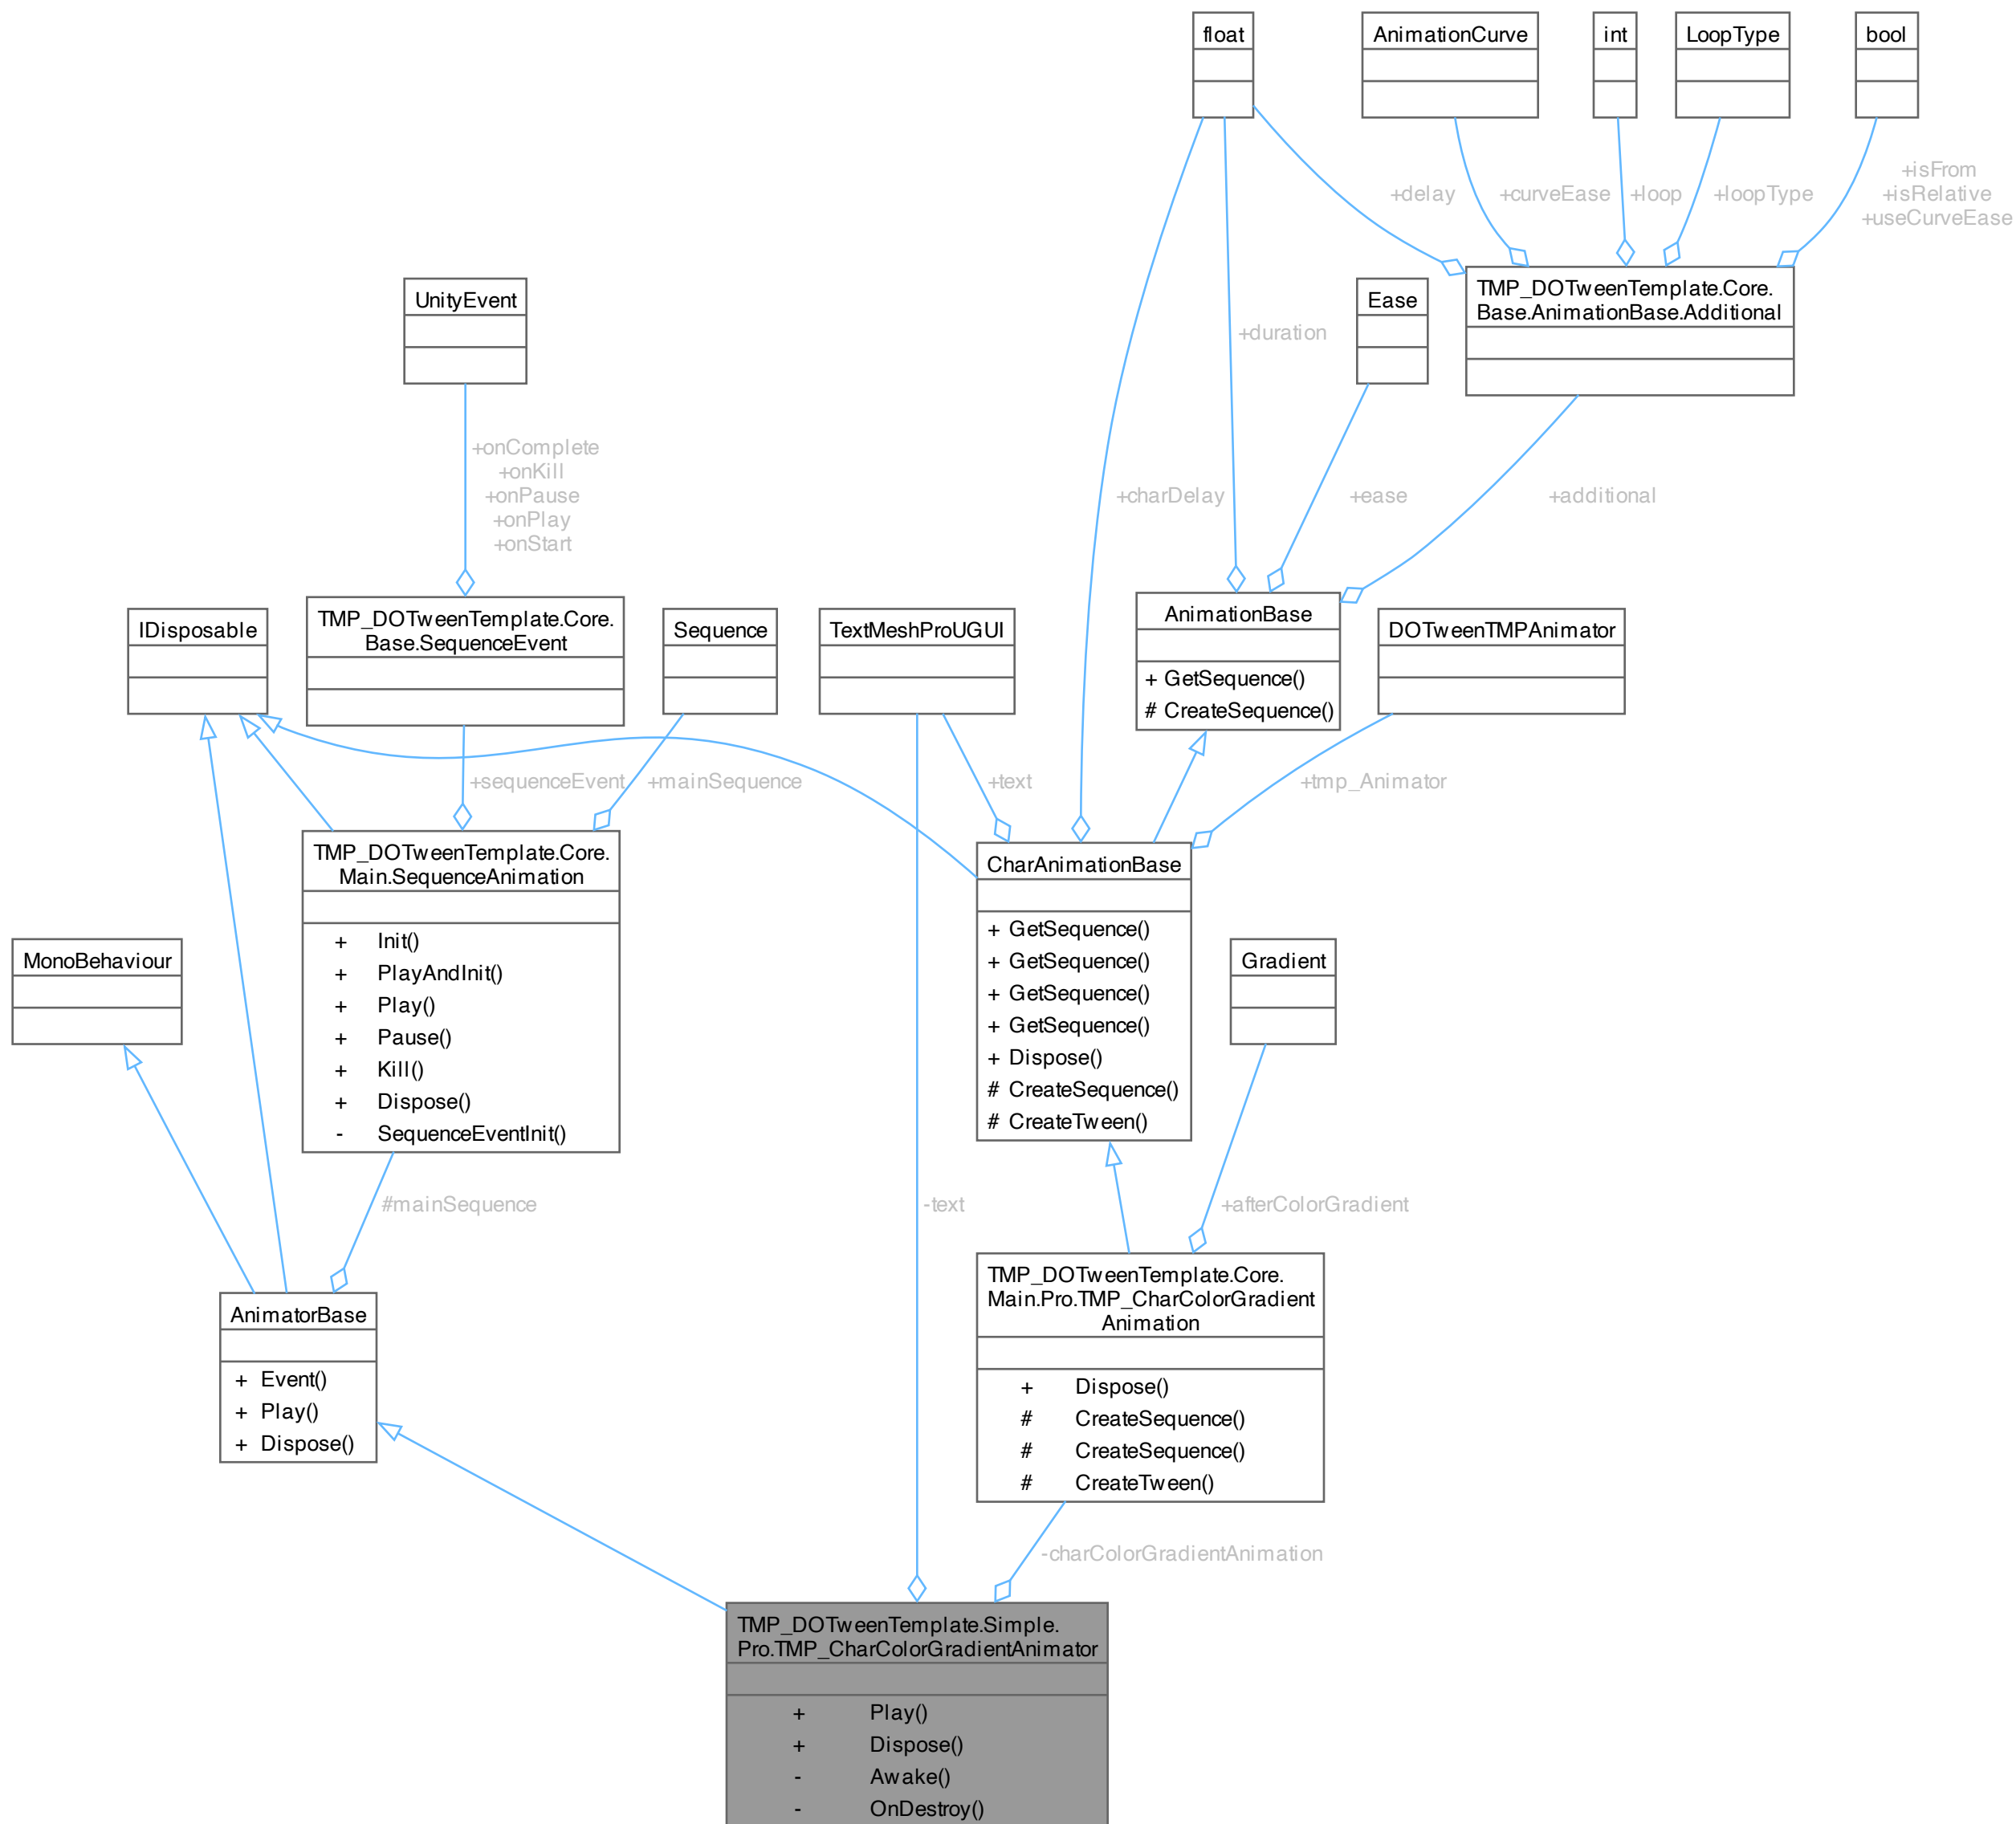 float
AnimationCurve
int
LoopType
bool
+delay
+curveEase
+loop
+loopType
+isFrom
+isRelative
+useCurveEase
UnityEvent
+duration
Ease
TMP_DOTweenTemplate.Core.
Base.AnimationBase.Additional
+onComplete
+onKill
+onPause
+onPlay
+onStart
+charDelay
+ease
+additional
IDisposable
TMP_DOTweenTemplate.Core.
Base.SequenceEvent
Sequence
TextMeshProUGUI
AnimationBase
+ GetSequence()
# CreateSequence()
DOTweenTMPAnimator
+sequenceEvent
+mainSequence
+text
+tmp_Animator
MonoBehaviour
TMP_DOTweenTemplate.Core.
Main.SequenceAnimation
+ Init()
+ PlayAndInit()
+ Play()
+ Pause()
+ Kill()
+ Dispose()
- SequenceEventInit()
CharAnimationBase
+ GetSequence()
+ GetSequence()
+ GetSequence()
+ GetSequence()
+ Dispose()
# CreateSequence()
# CreateTween()
Gradient
#mainSequence
-text
+afterColorGradient
AnimatorBase
+ Event()
+ Play()
+ Dispose()
TMP_DOTweenTemplate.Core.
Main.Pro.TMP_CharColorGradient
Animation
+ Dispose()
# CreateSequence()
# CreateSequence()
# CreateTween()
-charColorGradientAnimation
TMP_DOTweenTemplate.Simple.
Pro.TMP_CharColorGradientAnimator
+ Play()
+ Dispose()
- Awake()
- OnDestroy()